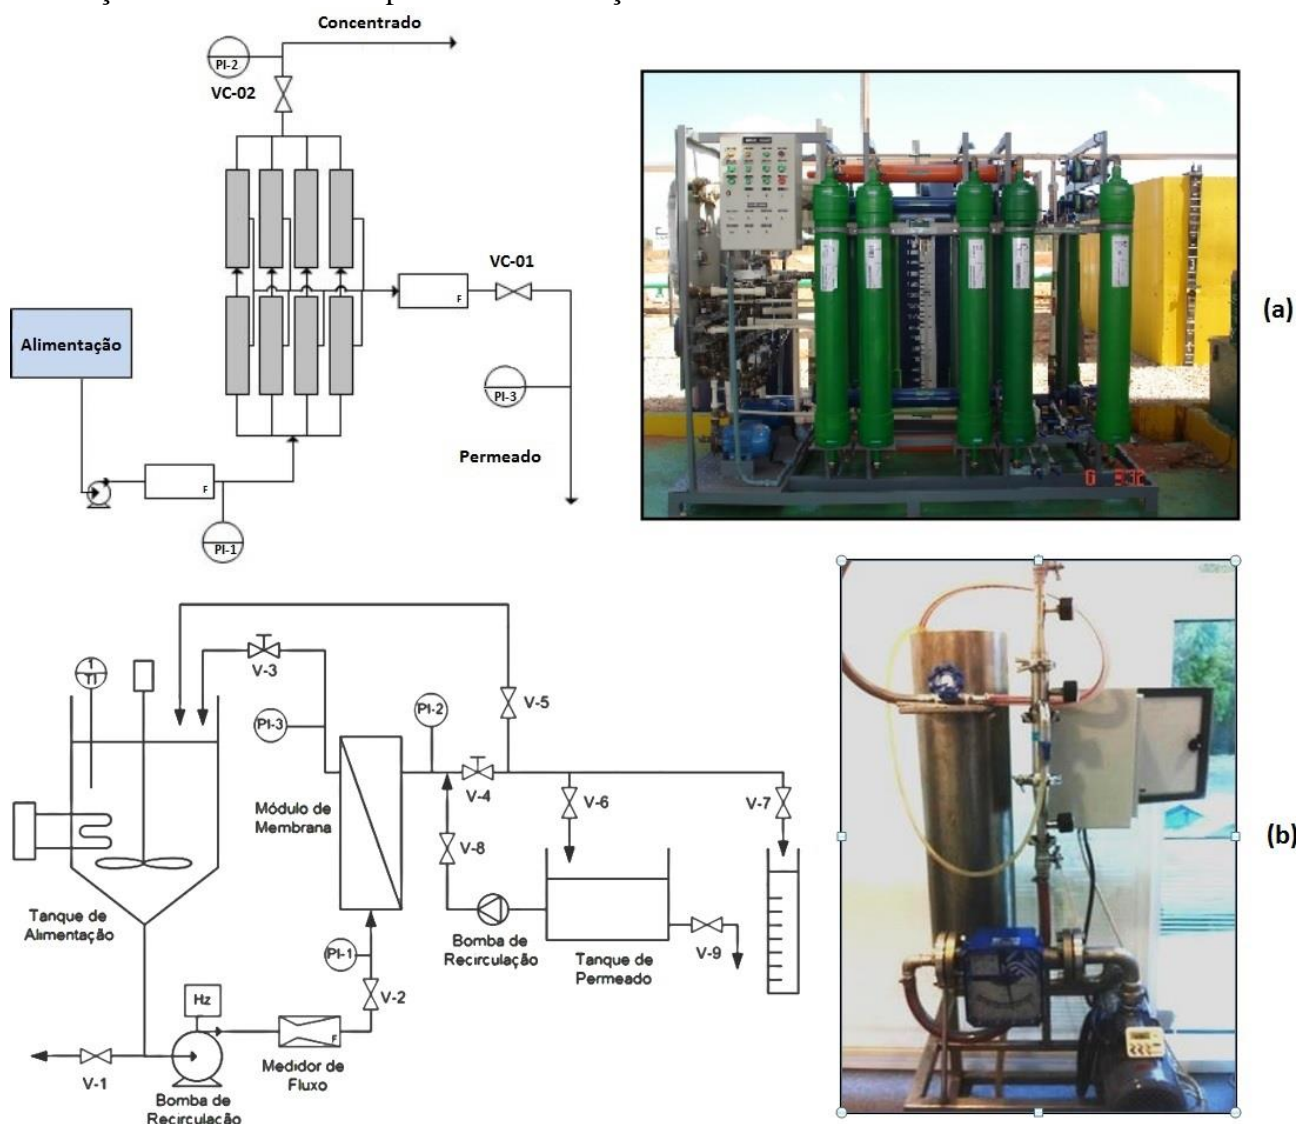 Concentrado
PI-2
VC-02
VC-01
F
Alimentação
PI-3
Permeado
F
PI-1
(a)
1
TI
V-3
PI-3
PI-2
V-5
Módulo de
Membrana
V-4
V-6
V-7
V-8
Tanque de
Alimentação
Bomba de
Recirculação
Tanque de
Permeado
V-9
PI-1
V-2
Hz
F
Medidor de
Fluxo
V-1
Bomba de
Recirculação
(b)